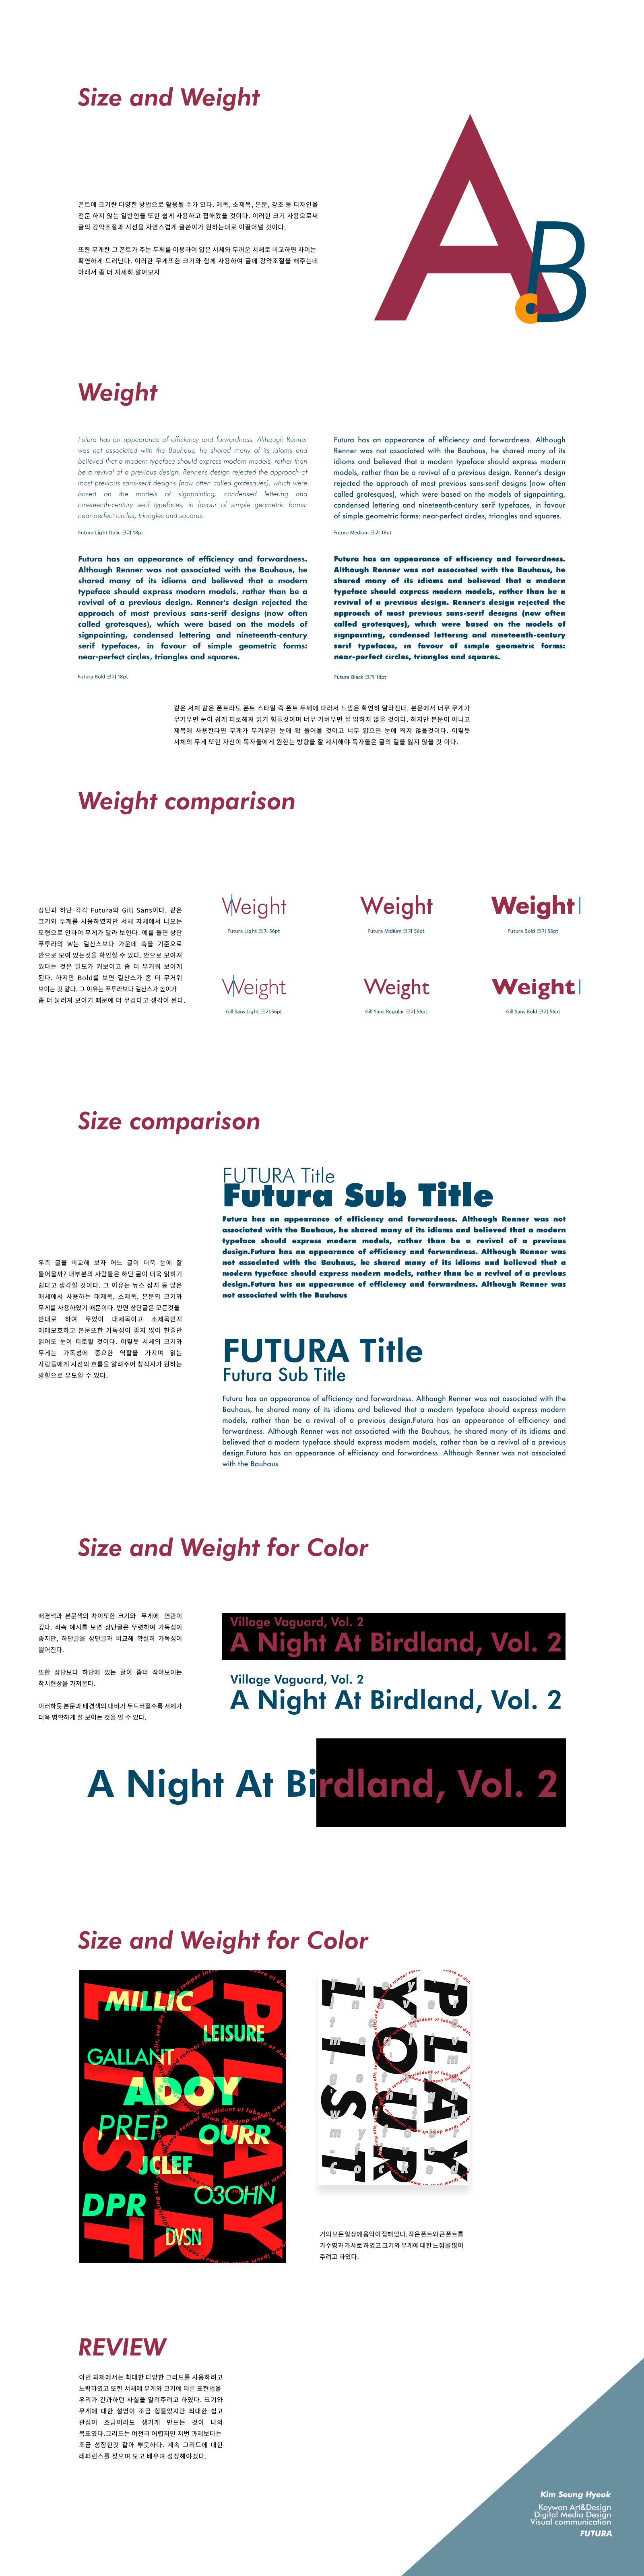 Size and Weight
폰트에 크기란 다양한 방법으로 활용될 수가 있다. 제목, 소제목, 본문, 강조 등 디자인을
전문 하지 않는 일반인들 또한 쉽게 사용하고 접해왔을 것이다. 이러한 크기 사용으로써
글의 강약조절과 시선을 자연스럽게 글쓴이가 원하는대로 이끌어낼 것이다.
또한 무게란 그 폰트가 주는 두께를 이용하여 얇은 서체와 두꺼운 서체로 비교하면 차이는
확연하게 드러난다. 이러한 무게또한 크기와 함께 사용하여 글에 강약조절을 해주는데
아래서 좀 더 자세히 알아보자
A
B
c
Weight
Futura has an appearance of efficiency and forwardness. Although Renner
was not associated with the Bauhaus, he shared many of its idioms and
believed that a modern typeface should express modern models, rather than
be a revival of a previous design. Renner's design rejected the approach of
most previous sans-serif designs (now often called grotesques), which were
based on the models of signpainting, condensed lettering and
nineteenth-century serif typefaces, in favour of simple geometric forms:
near-perfect circles, triangles and squares.
Futura Light Italic 크기 18pt
Futura has an appearance of efficiency and forwardness. Although
Renner was not associated with the Bauhaus, he shared many of its
idioms and believed that a modern typeface should express modern
models, rather than be a revival of a previous design. Renner's design
rejected the approach of most previous sans-serif designs (now often
called grotesques), which were based on the models of signpainting,
condensed lettering and nineteenth-century serif typefaces, in favour
of simple geometric forms: near-perfect circles, triangles and squares.
Futura Medium 크기 18pt
Futura has an appearance of efficiency and forwardness.
Although Renner was not associated with the Bauhaus, he
shared many of its idioms and believed that a modern
typeface should express modern models, rather than be a
revival of a previous design. Renner's design rejected the
approach of most previous sans-serif designs (now often
called grotesques), which were based on the models of
signpainting, condensed lettering and nineteenth-century
serif typefaces, in favour of simple geometric forms:
near-perfect circles, triangles and squares.
Futura Bold 크기 18pt
Futura has an appearance of efficiency and forwardness.
Although Renner was not associated with the Bauhaus, he
shared many of its idioms and believed that a modern
typeface should express modern models, rather than be a
revival of a previous design. Renner's design rejected the
approach of most previous sans-serif designs (now often
called grotesques), which were based on the models of
signpainting, condensed lettering and nineteenth-century
serif typefaces, in favour of simple geometric forms:
near-perfect circles, triangles and squares.
Futura Black 크기 18pt
같은 서체 같은 폰트라도 폰트 스타일 즉 폰트 두께에 따라서 느낌은 확연히 달라진다. 본문에서 너무 무게가
무거우면 눈이 쉽게 피로해져 읽기 힘들것이며 너무 가벼우면 잘 읽히지 않을 것이다. 하지만 본문이 아니고
제목에 사용한다면 무게가 무거우면 눈에 확 들어올 것이고 너무 얇으면 눈에 띄지 않을것이다. 이렇듯
서체의 무게 또한 자신이 독자들에게 원한는 방향을 잘 제시해야 독자들은 글의 길을 잃지 않을 것 이다.
Weight comparison
상단과 하단 각각 Futura와 Gill Sans이다. 같은
크기와 두께를 사용하였지만 서체 자체에서 나오는
모형으로 인하여 무게가 달라 보인다. 예를 들면 상단
푸투라의 W는 길산스보다 가운데 축을 기준으로
안으로 모여 있는것을 확인할 수 있다. 안으로 모여져
있다는 것은 밀도가 커보이고 좀 더 무거워 보이게
된다. 하지만 Bold를 보면 길산스가 좀 더 무거워
보이는 것 같다. 그 이유는 푸투라보다 길산스가 높이가
좀 더 눌러져 보이기 때문에 더 무겁다고 생각이 된다.
Weight
Futura Light 크기 56pt
Weight
Futura Midium 크기 56pt
Weight
Futura Bold 크기 56pt
Weight
Gill Sans Light 크기 56pt
Weight
Gill Sans Regular 크기 56pt
Weight
Gill Sans Bold 크기 56pt
Size comparison
우측 글을 비교해 보자 어느 글이 더욱 눈에 잘
들어올까? 대부분의 사람들은 하단 글이 더욱 읽히기
쉽다고 생각할 것이다. 그 이유는 뉴스 잡지 등 많은
매체에서 사용하는 대제목, 소제목, 본문의 크기와
무게를 사용하였기 때문이다. 반면 상단글은 모든것을
반대로 하여 무엇이 대제목이고 소제목인지
애매모호하고 본문또한 가독성이 좋지 않아 한줄만
읽어도 눈이 피로할 것이다. 이렇듯 서체의 크기와
무게는 가독성에 중요한 역할을 가지며 읽는
사람들에게 시선의 흐름을 알려주어 창작자가 원하는
방향으로 유도할 수 있다.
FUTURA Title
Futura Sub Title
Futura has an appearance of efficiency and forwardness. Although Renner was not
associated with the Bauhaus, he shared many of its idioms and believed that a modern
typeface should express modern models, rather than be a revival of a previous
design.Futura has an appearance of efficiency and forwardness. Although Renner was
not associated with the Bauhaus, he shared many of its idioms and believed that a
modern typeface should express modern models, rather than be a revival of a previous
design.Futura has an appearance of efficiency and forwardness. Although Renner was
not associated with the Bauhaus
FUTURA Title
Futura Sub Title
Futura has an appearance of efficiency and forwardness. Although Renner was not associated with the
Bauhaus, he shared many of its idioms and believed that a modern typeface should express modern
models, rather than be a revival of a previous design.Futura has an appearance of efficiency and
forwardness. Although Renner was not associated with the Bauhaus, he shared many of its idioms and
believed that a modern typeface should express modern models, rather than be a revival of a previous
design.Futura has an appearance of efficiency and forwardness. Although Renner was not associated
with the Bauhaus
Size and Weight for Color
배경색과 본문색의 차이또한 크기와 무게에 연관이
깊다. 좌측 예시를 보면 상단글은 뚜렷하여 가독성이
좋지만, 하단글을 상단글과 비교해 확실히 가독성이
떨어진다.
또한 상단보다 하단에 있는 글이 좀더 작아보이는
착시현상을 가져온다.
이러하듯 본문과 배경색의 대비가 두드러질수록 서체가
더욱 명확하게 잘 보이는 것을 알 수 있다.
Village Vaguard, Vol. 2
A Night At Birdland, Vol. 2
Village Vaguard, Vol. 2
A Night At Birdland, Vol. 2
A Night At Birdland, Vol. 2
Size and Weight for Color
PLAY
YOUR
LIST
MILLIC
LEISURE
GALLANT
ADOY
PREP
OURR
JCLEF
O3OHN
DPR
DVSN
PLAY
YOUR
LIST
거의모든일상에음악이접해있다.작은폰트와큰폰트를
가수명과가사로하였고크기와무게에대한느낌을많이
주려고 하였다.
REVIEW
이번 과제에서는 최대한 다양한 그리드를 사용하려고
노력하였고 또한 서체에 무게와 크기에 따른 표현법을
우리가 간과하던 사실을 알려주려고 하였다. 크기와
무게에 대한 설명이 조금 힘들었지만 최대한 쉽고
관심이 조금이라도 생기게 만드는 것이 나의
목표였다.그리드는 여전히 어렵지만 저번 과제보다는
조금 성장한것 같아 뿌듯하다. 계속 그리드에 대한
레퍼런스를 찾으며 보고 배우며 성장해야겠다.
Kim Seung Hyeok
Kaywon Art&Design
Digital Media Design
Visual communication
FUTURA